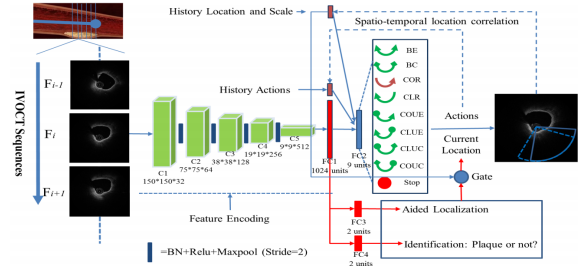 History Location and Scale
Spatio-temporal location correlation
History Actions
IVOCT Sequences
Fi-1
Fi
Fi+1
C1
150*150*32
C2
75*75*64
C3
38*38*128
C4
19*19*256
C5
9*9*512
FC1
1024 units
FC2
9 units
BE
BC
COR
CLR
COUE
CLUE
CLUC
COUC
Stop
Actions
Current
Location
Gate
Feature Encoding
=BN+Relu+Maxpool (Stride=2)
FC3
2 units
FC4
2 units
Aided Localization
Identification: Plaque or not?